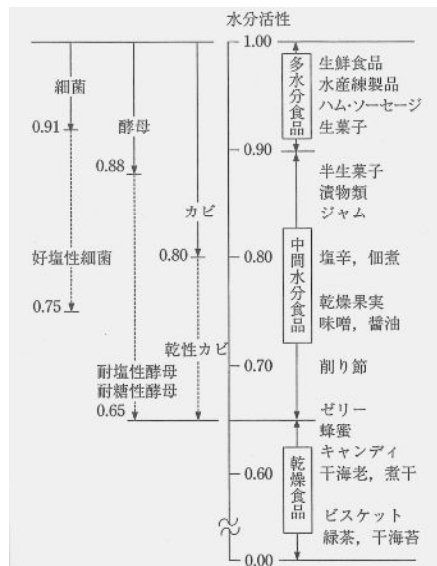 水分活性
1.00
0.90
0.80
0.70
0.60
0.00
細菌
0.91
好塩性細菌
0.75
酵母
0.88
耐塩性酵母
耐糖性酵母
0.65
カビ
0.80
乾性カビ
多水分食品
生鮮食品
水産練製品
ハム・ソーセージ
生菓子
中間水分食品
半生菓子
漬物類
ジャム
塩辛，佃煮
乾燥果実
味噌，醤油
削り節
乾燥食品
ゼリー
蜂蜜
キャンディ
干海老，煮干
ビスケット
緑茶，干海苔